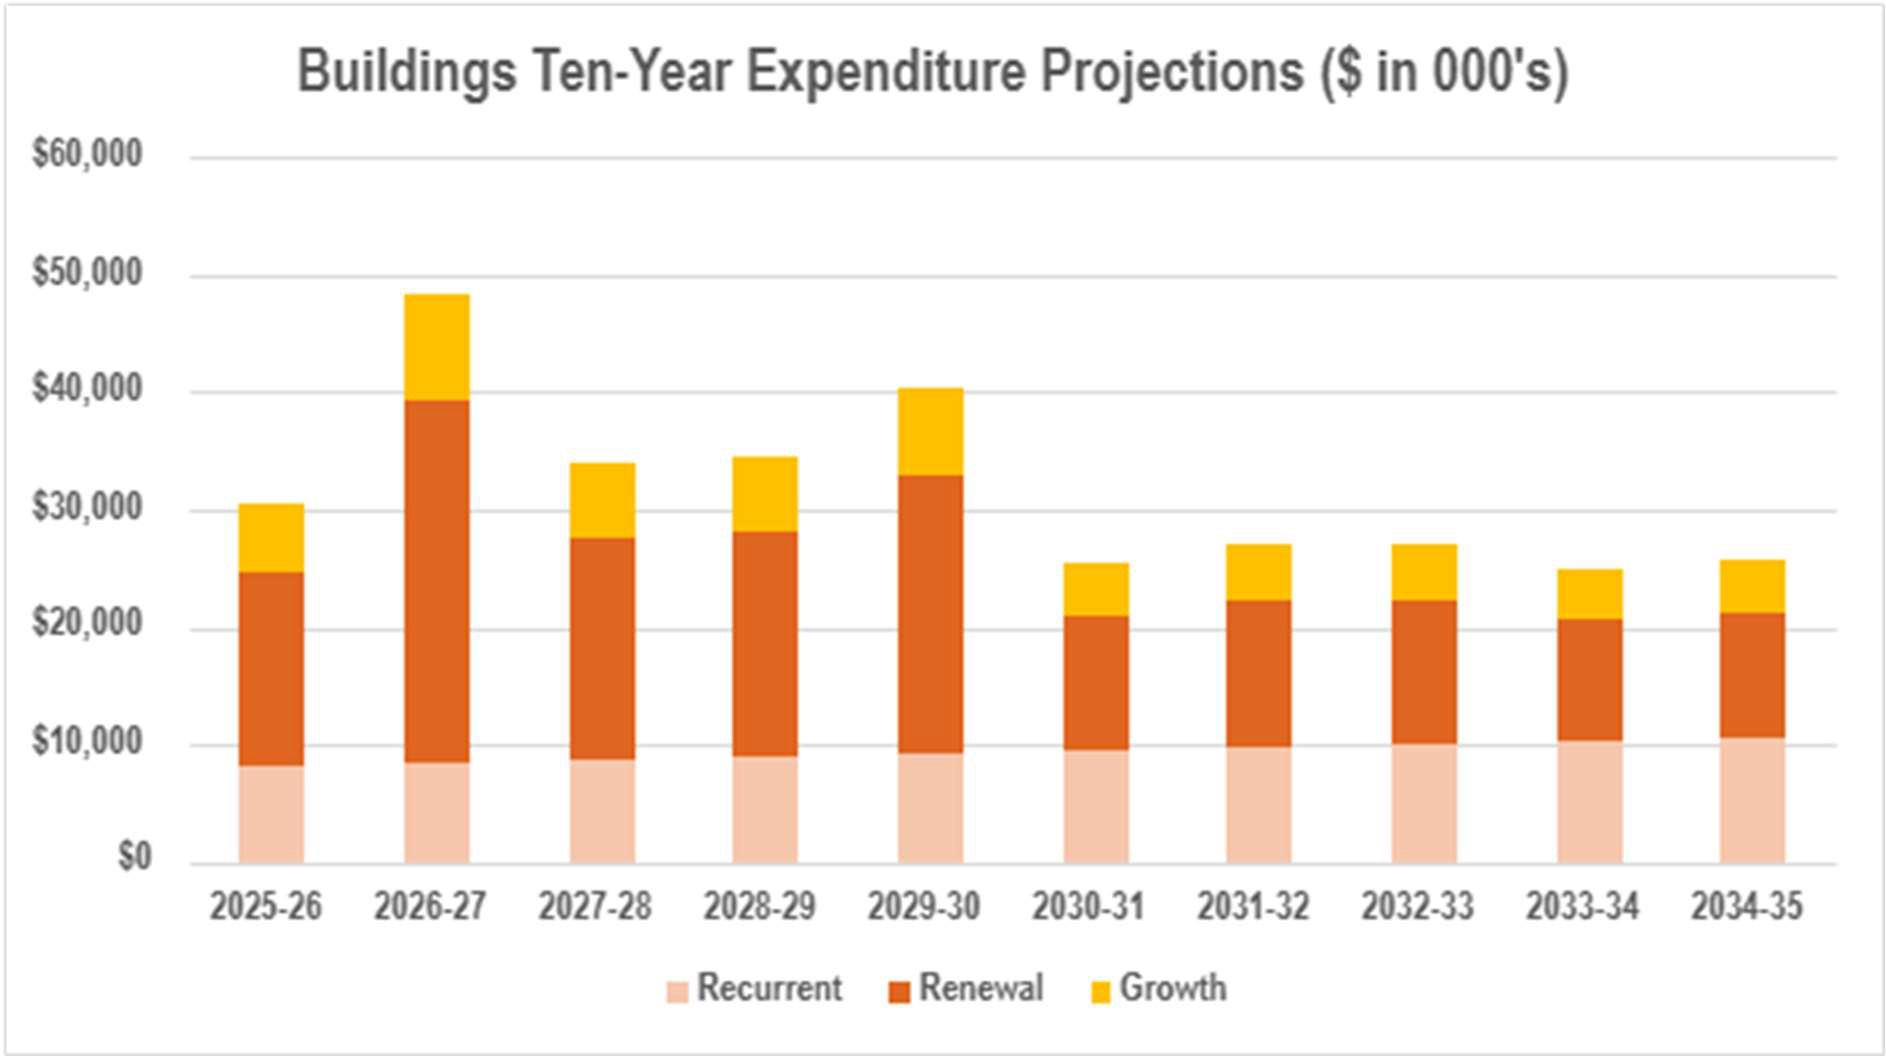 Buildings Ten-Year Expenditure Projections ($ in 000's)
$60,000
$50,000
$40,000
$30,000
$20,000
$10,000
$0
2025-26 2026-27 2027-28 2028-29 2029-30 2030-31 2031-32 2032-33 2033-34 2034-35
Recurrent Renewal Growth